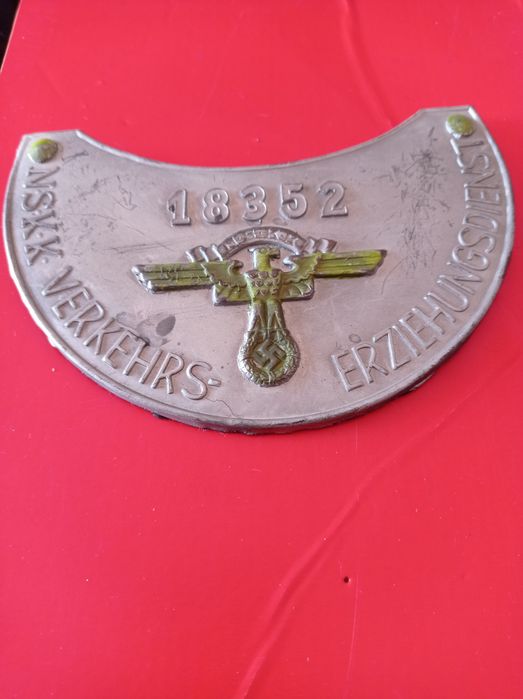 18352
N.S.K.K.
NSKK VERKEHRS-
ERZIEHUNGSDIENST